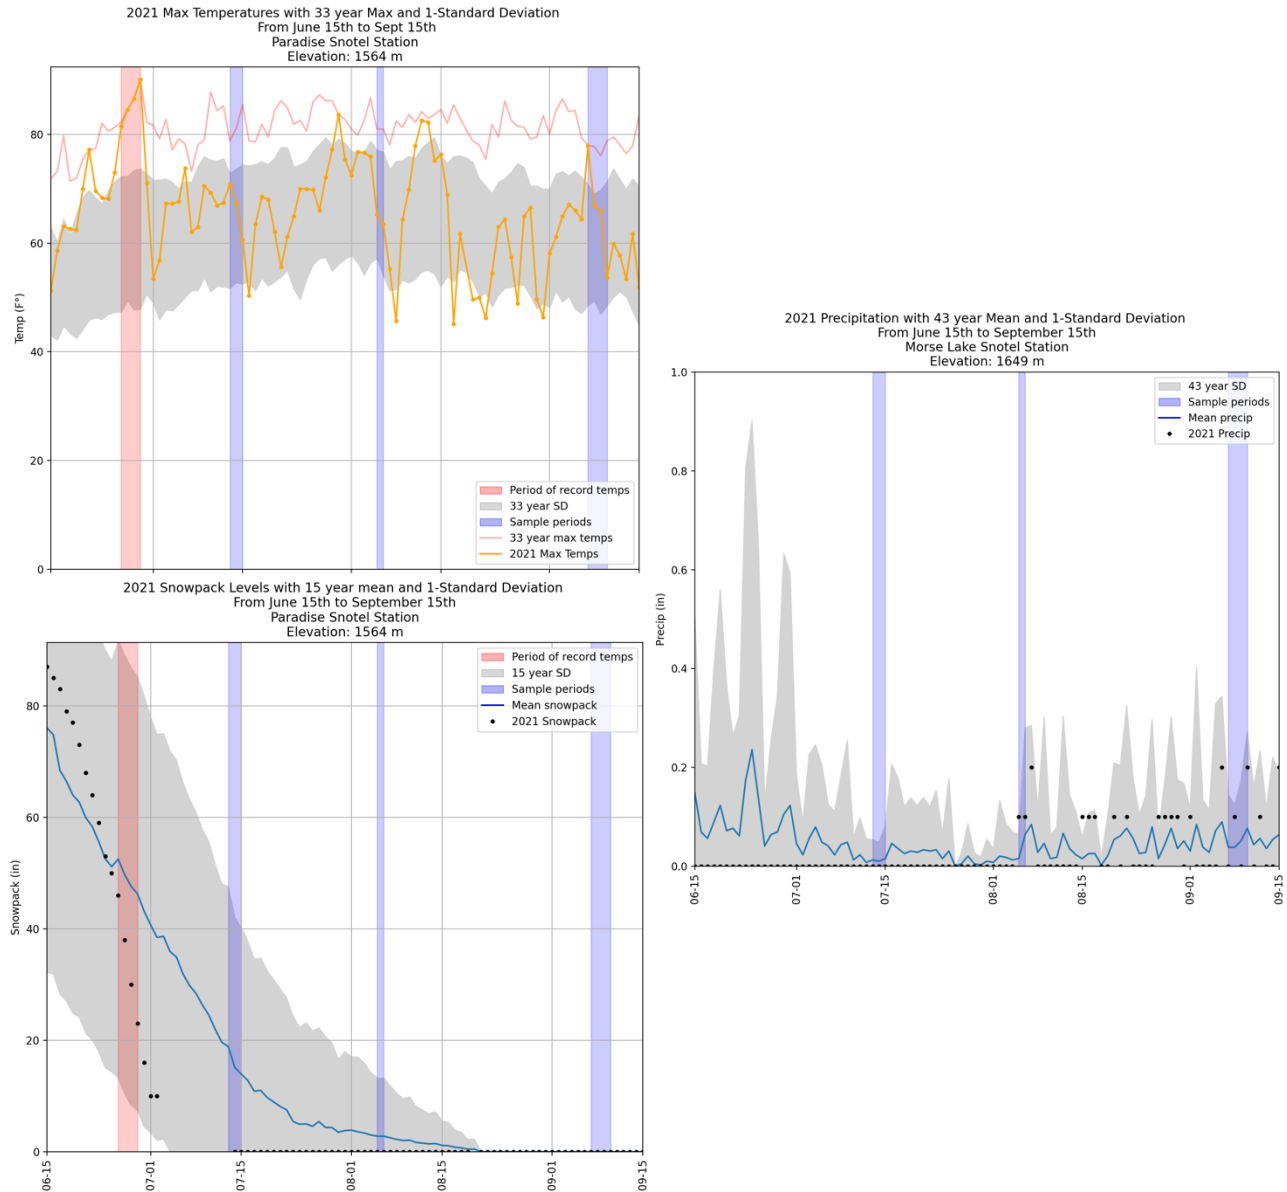 2021 Max Temperatures with 33 year Max and 1-Standard Deviation
From June 15th to Sept 15th
Paradise Snotel Station
Elevation: 1564 m
Temp (F°)
80
60
40
20
0
Period of record temps
33 year SD
Sample periods
33 year max temps
2021 Max Temps
2021 Snowpack Levels with 15 year mean and 1-Standard Deviation
From June 15th to September 15th
Paradise Snotel Station
Elevation: 1564 m
Snowpack (in)
80
60
40
20
0
Period of record temps
15 year SD
Sample periods
Mean snowpack
2021 Snowpack
06-15
07-01
07-15
08-01
08-15
09-01
09-15
2021 Precipitation with 43 year Mean and 1-Standard Deviation
From June 15th to September 15th
Morse Lake Snotel Station
Elevation: 1649 m
Precip (in)
1.0
0.8
0.6
0.4
0.2
0.0
43 year SD
Sample periods
Mean precip
2021 Precip
06-15
07-01
07-15
08-01
08-15
09-01
09-15